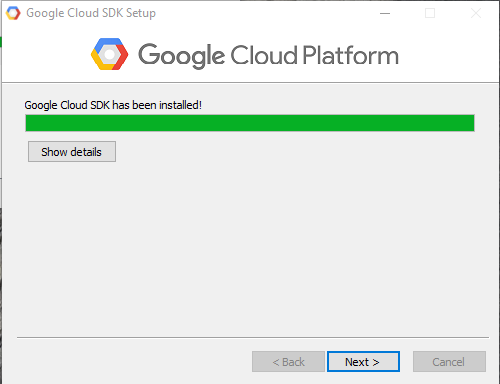 Google Cloud SDK Setup
Google Cloud Platform
Google Cloud SDK has been installed!
Show details
< Back
Next >
Cancel